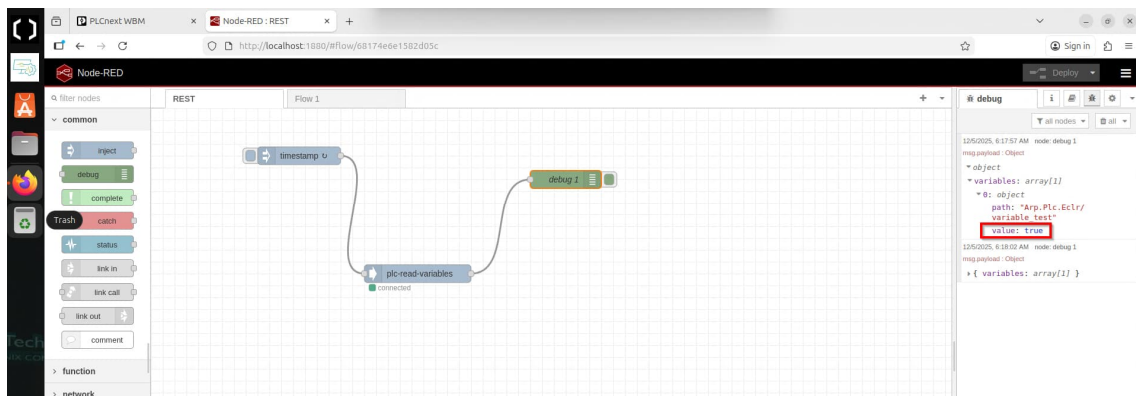 PLCnext WBM
Node-RED : REST
http://localhost:1880/#flow/68174e6e1582d05c
Sign in
Node-RED
Deploy
filter nodes
REST
Flow 1
debug
i
all nodes
all
common
inject
debug
complete
Trash
catch
status
link in
link call
link out
comment
function
network
timestamp ↻
plc-read-variables
connected
debug 1
12/5/2025, 6:17:57 AM node: debug 1
msg.payload : Object
object
variables: array[1]
0: object
path: "Arp.Plc.Eclr/
variable_test"
value: true
12/5/2025, 6:18:02 AM node: debug 1
msg.payload : Object
{ variables: array[1] }